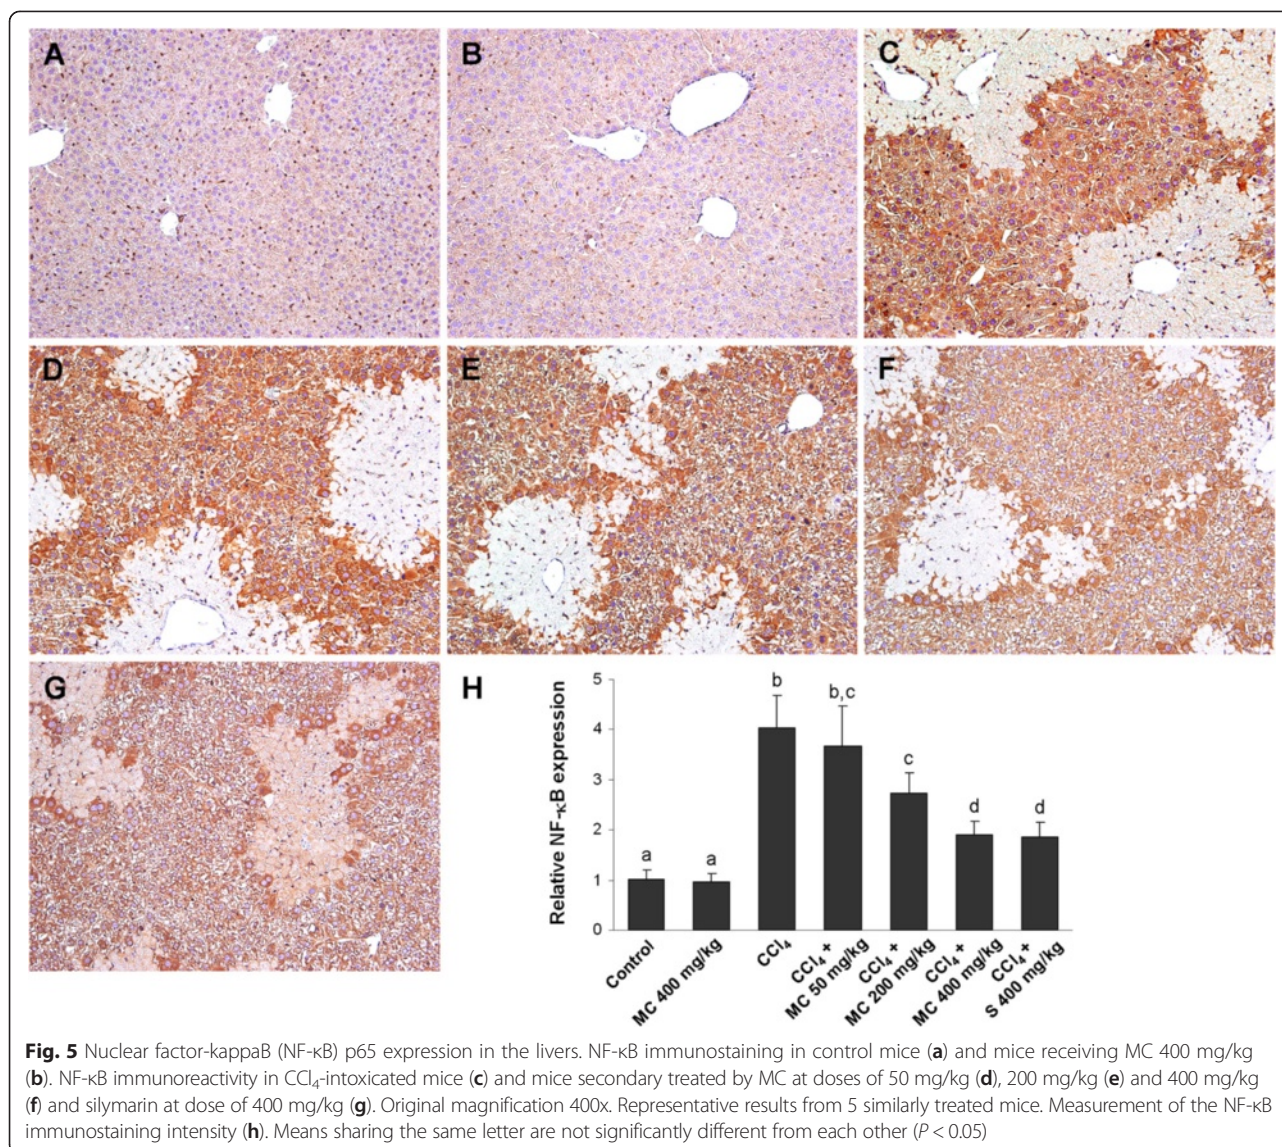 A
B
C
D
E
F
G
H
Relative NF-κB expression
5
4
3
2
1
0
a
a
b
b,c
c
d
d
Control
MC 400 mg/kg
CCl₄
CCl₄+
MC 50 mg/kg
CCl₄+
MC 200 mg/kg
CCl₄+
MC 400 mg/kg
CCl₄+
S 400 mg/kg
Fig. 5 Nuclear factor-kappaB (NF-κB) p65 expression in the livers. NF-κB immunostaining in control mice (a) and mice receiving MC 400 mg/kg
(b). NF-κB immunoreactivity in CCl₄-intoxicated mice (c) and mice secondary treated by MC at doses of 50 mg/kg (d), 200 mg/kg (e) and 400 mg/kg
(f) and silymarin at dose of 400 mg/kg (g). Original magnification 400x. Representative results from 5 similarly treated mice. Measurement of the NF-κB
immunostaining intensity (h). Means sharing the same letter are not significantly different from each other (P < 0.05)